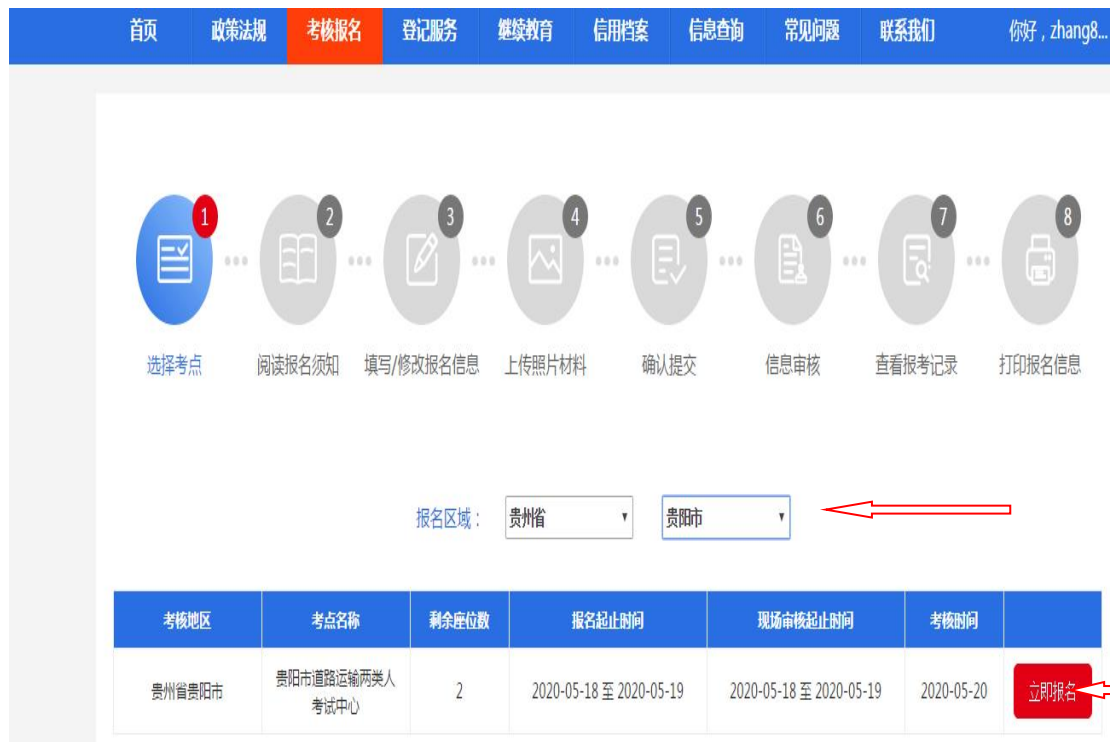 首页 政策法规 考核报名 登记服务 继续教育 信用档案 信息查询 常见问题 联系我们 你好，zhang8...
1 2 3 4 5 6 7 8
选择考点 阅读报名须知 填写/修改报名信息 上传照片材料 确认提交 信息审核 查看报考记录 打印报名信息
报名区域： 贵州省 贵阳市
考核地区 考点名称 剩余座位数 报名起止时间 现场审核起止时间 考核时间
贵州省贵阳市 贵阳市道路运输两类人 2 2020-05-18 至 2020-05-19 2020-05-18 至 2020-05-19 2020-05-20 立即报名
考试中心